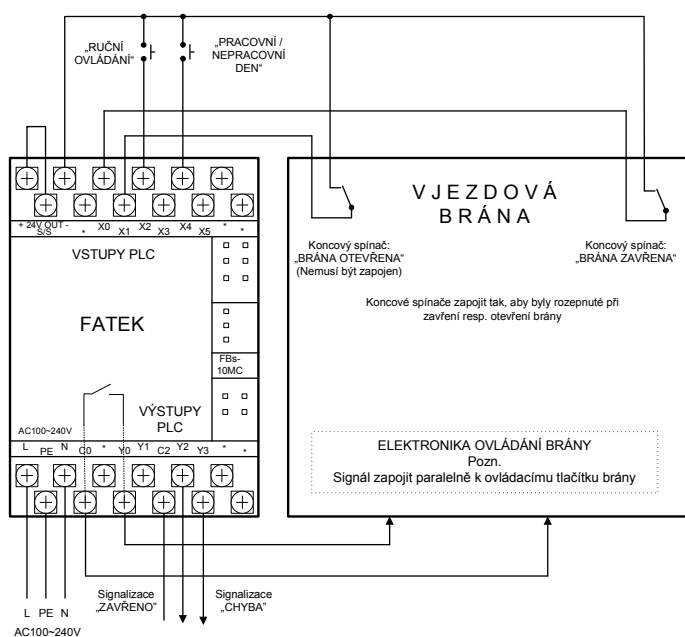 „RUČNÍ
OVLÁDÁNÍ“
„PRACOVNÍ /
NEPRACOVNÍ
DEN“
+ 24V OUT -
S/S
*
X0
X1
X2
X3
X4
X5
*
*
VSTUPY PLC
FATEK
FBs-
10MC
VÝSTUPY
PLC
AC100~240V
L
PE
N
C0
*
Y0
Y1
C2
Y2
Y3
*
*
L PE N
AC100~240V
Signalizace
„ZAVŘENO“
Signalizace
„CHYBA“
VJEZDOVÁ
BRÁNA
Koncový spínač:
„BRÁNA OTEVŘENA“
(Nemusí být zapojen)
Koncový spínač:
„BRÁNA ZAVŘENA“
Koncové spínače zapojit tak, aby byly rozepnuté při
zavření resp. otevření brány
ELEKTRONIKA OVLÁDÁNÍ BRÁNY
Pozn.
Signál zapojit paralelně k ovládacímu tlačítku brány